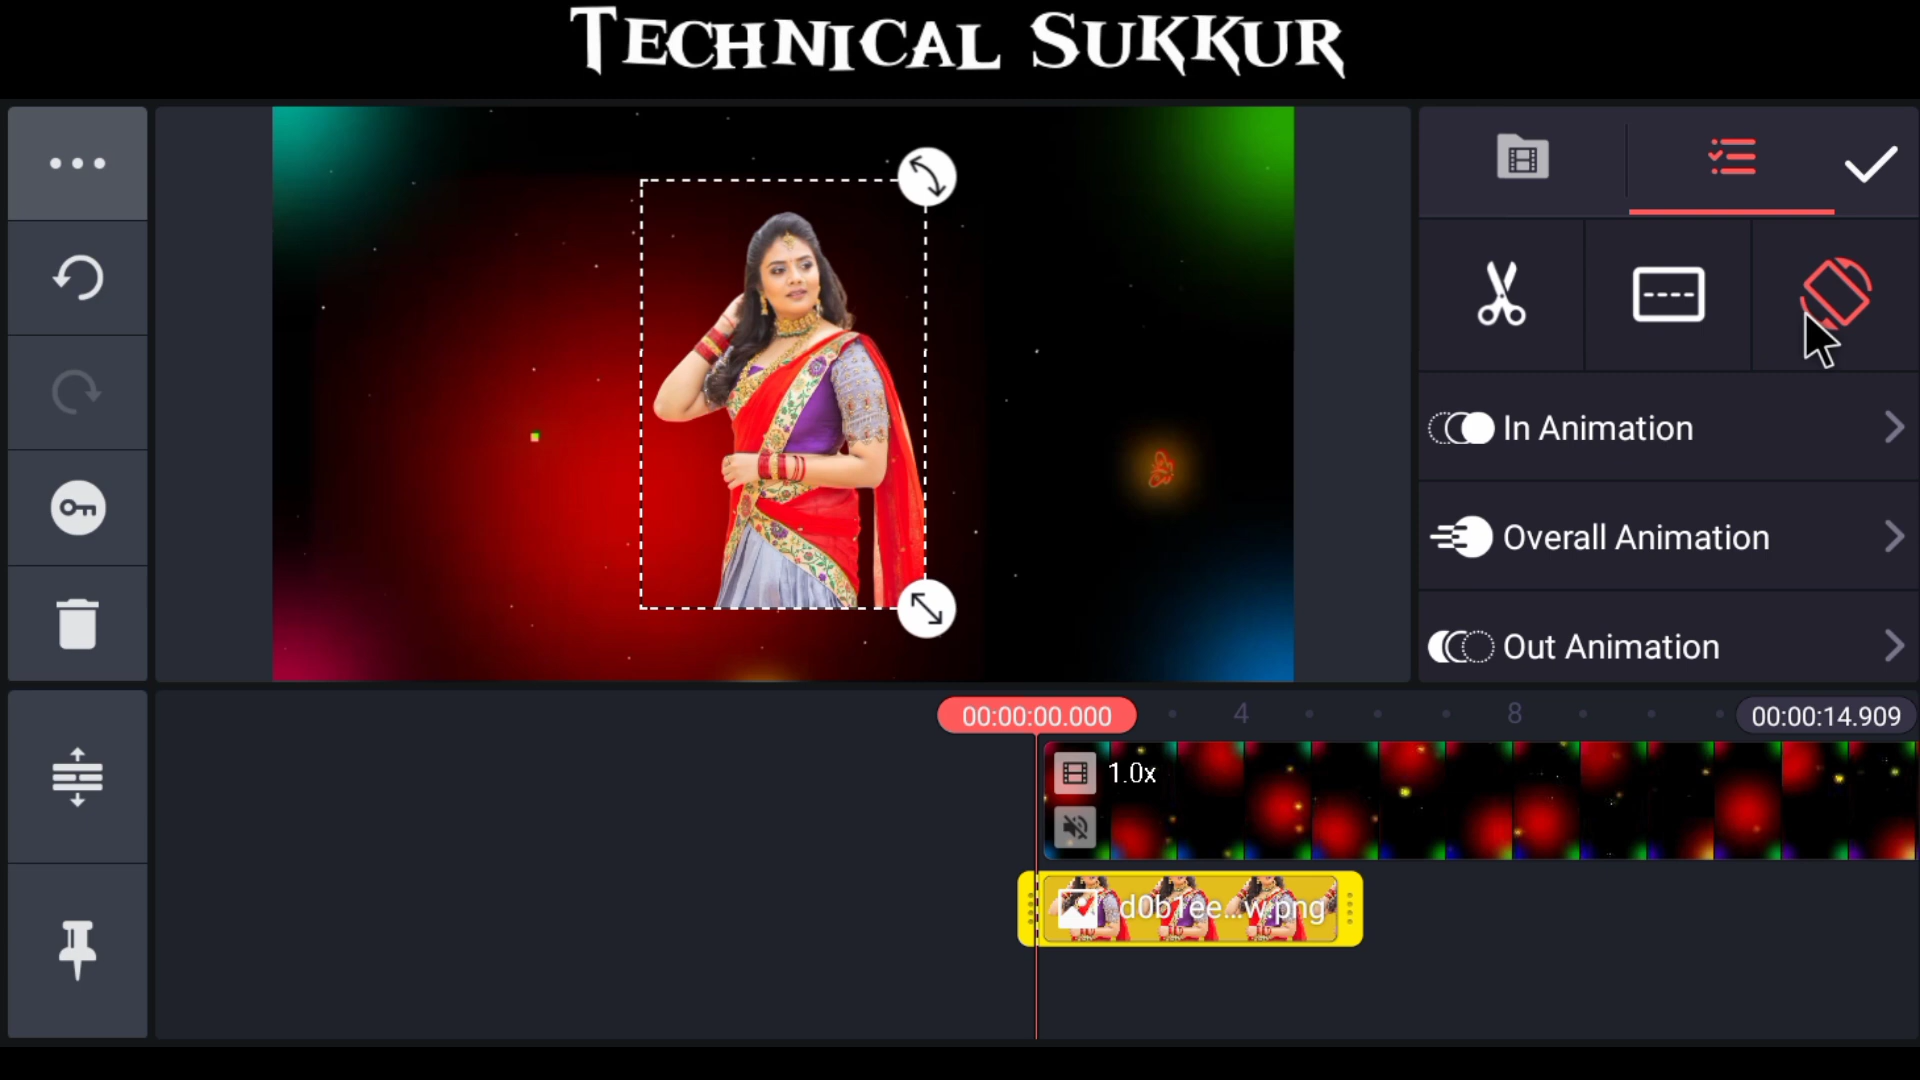 TECHNICAL SUKKUR
In Animation
Overall Animation
Out Animation
00:00:00.000
4
8
00:00:14.909
1.0x
d0b1ee...w.png